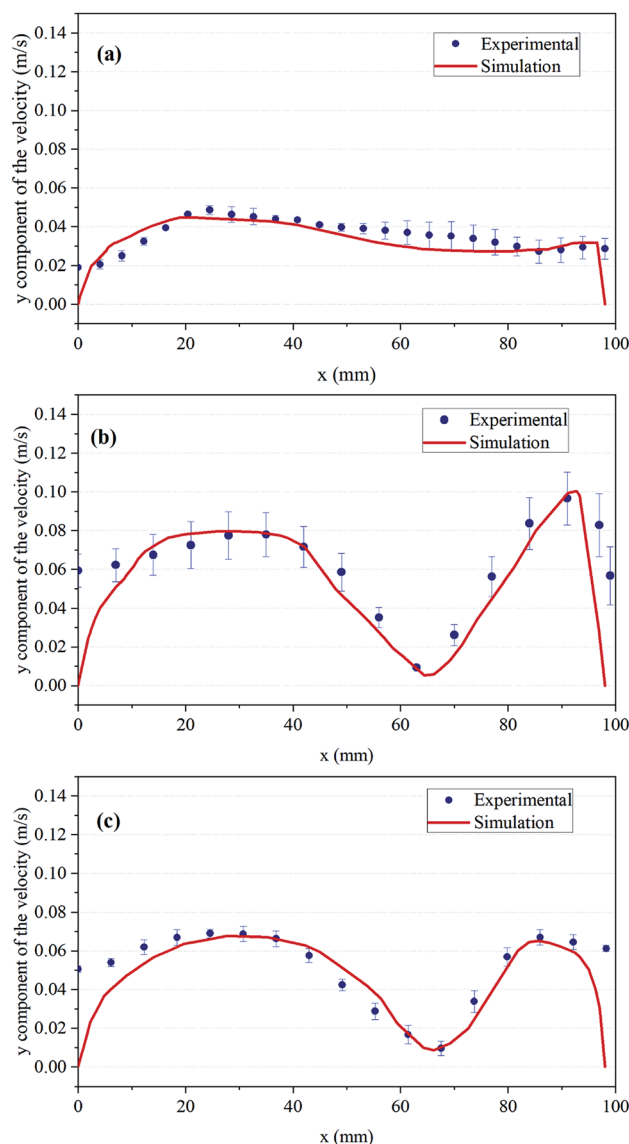 (a)
Experimental
Simulation
0.14
0.12
0.10
0.08
0.06
0.04
0.02
0.00
y component of the velocity (m/s)
0 20 40 60 80 100
x (mm)
(b)
Experimental
Simulation
0.14
0.12
0.10
0.08
0.06
0.04
0.02
0.00
y component of the velocity (m/s)
0 20 40 60 80 100
x (mm)
(c)
Experimental
Simulation
0.14
0.12
0.10
0.08
0.06
0.04
0.02
0.00
y component of the velocity (m/s)
0 20 40 60 80 100
x (mm)